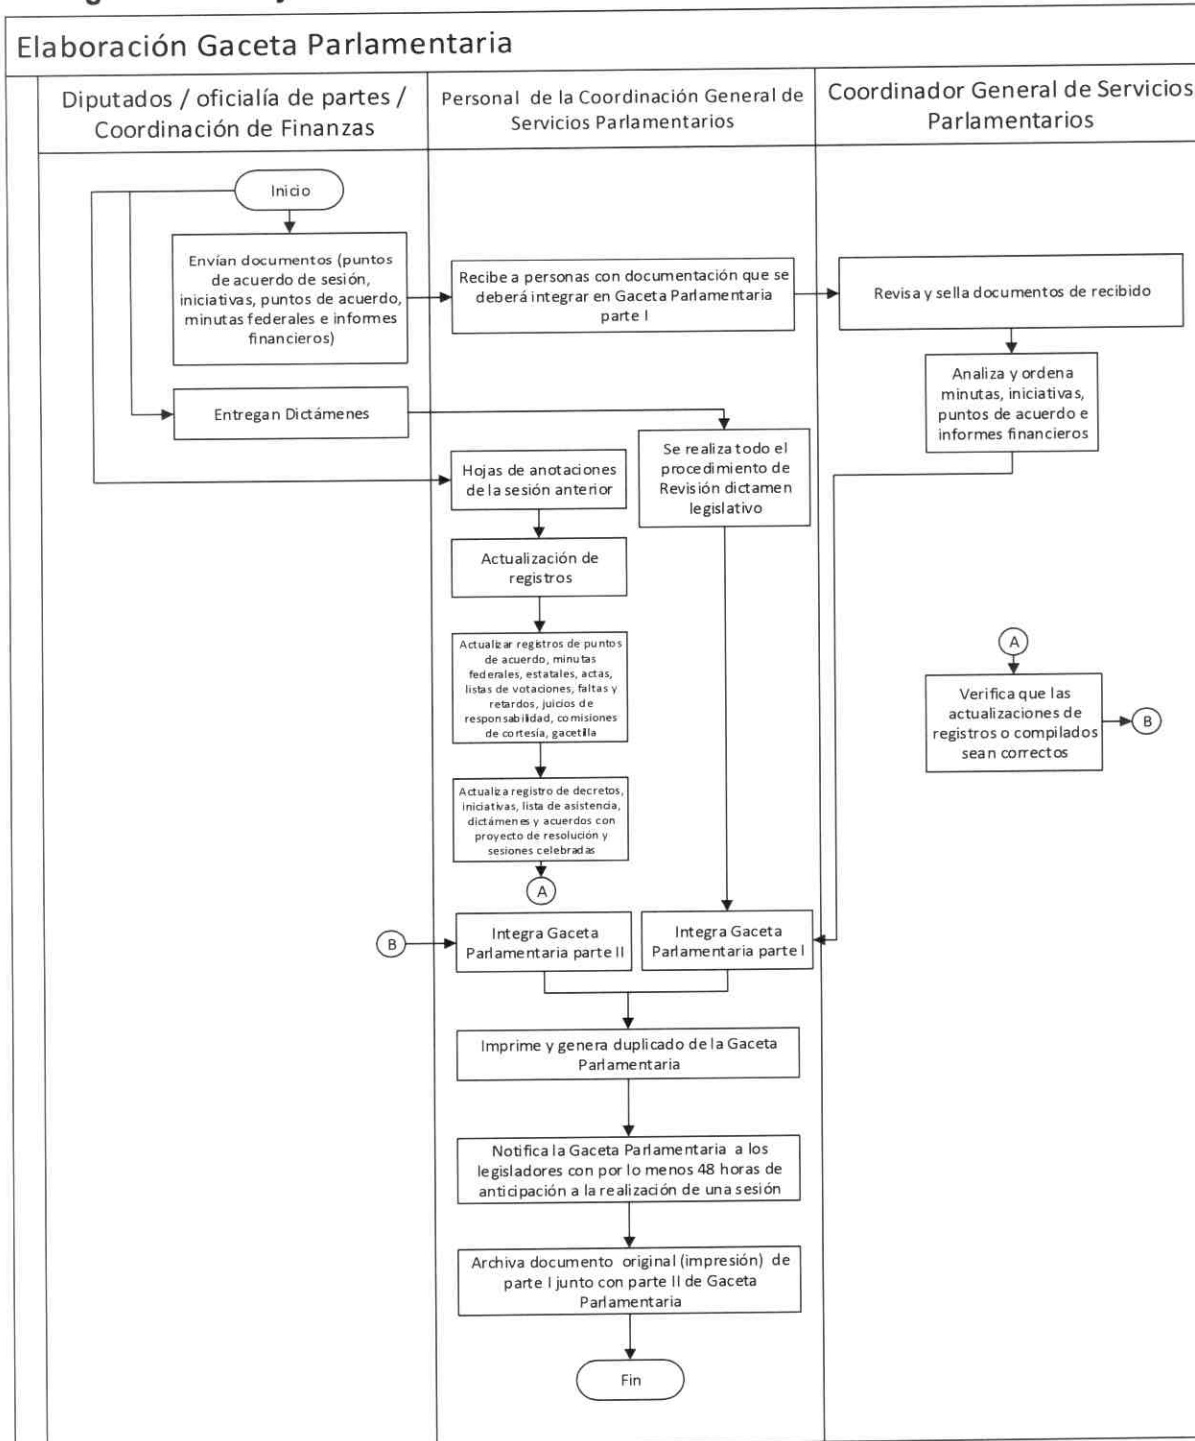 Elaboración Gaceta Parlamentaria
Diputados / oficialía de partes /
Coordinación de Finanzas
Personal de la Coordinación General de
Servicios Parlamentarios
Coordinador General de Servicios
Parlamentarios
Inicio
Envían documentos (puntos
de acuerdo de sesión,
iniciativas, puntos de acuerdo,
minutas federales e informes
financieros)
Recibe a personas con documentación que se
deberá integrar en Gaceta Parlamentaria
parte I
Revisa y sella documentos de recibido
Analiza y ordena
minutas, iniciativas,
puntos de acuerdo e
informes financieros
Entregan Dictámenes
Se realiza todo el
procedimiento de
Revisión dictamen
legislativo
Hojas de anotaciones
de la sesión anterior
Actualización de
registros
Actualizar registros de puntos
de acuerdo, minutas
federales, estatales, actas,
listas de votaciones, faltas y
retardos, juicios de
responsabilidad, comisiones
de cortesía, gacetilla
A
Verifica que las
actualizaciones de
registros o compilados
sean correctos
B
Actualiza registro de decretos,
iniciativas, lista de asistencia,
dictámenes y acuerdos con
proyecto de resolución y
sesiones celebradas
A
B
Integra Gaceta
Parlamentaria parte II
Integra Gaceta
Parlamentaria parte I
Imprime y genera duplicado de la Gaceta
Parlamentaria
Notifica la Gaceta Parlamentaria a los
legisladores con por lo menos 48 horas de
anticipación a la realización de una sesión
Archiva documento original (impresión) de
parte I junto con parte II de Gaceta
Parlamentaria
Fin